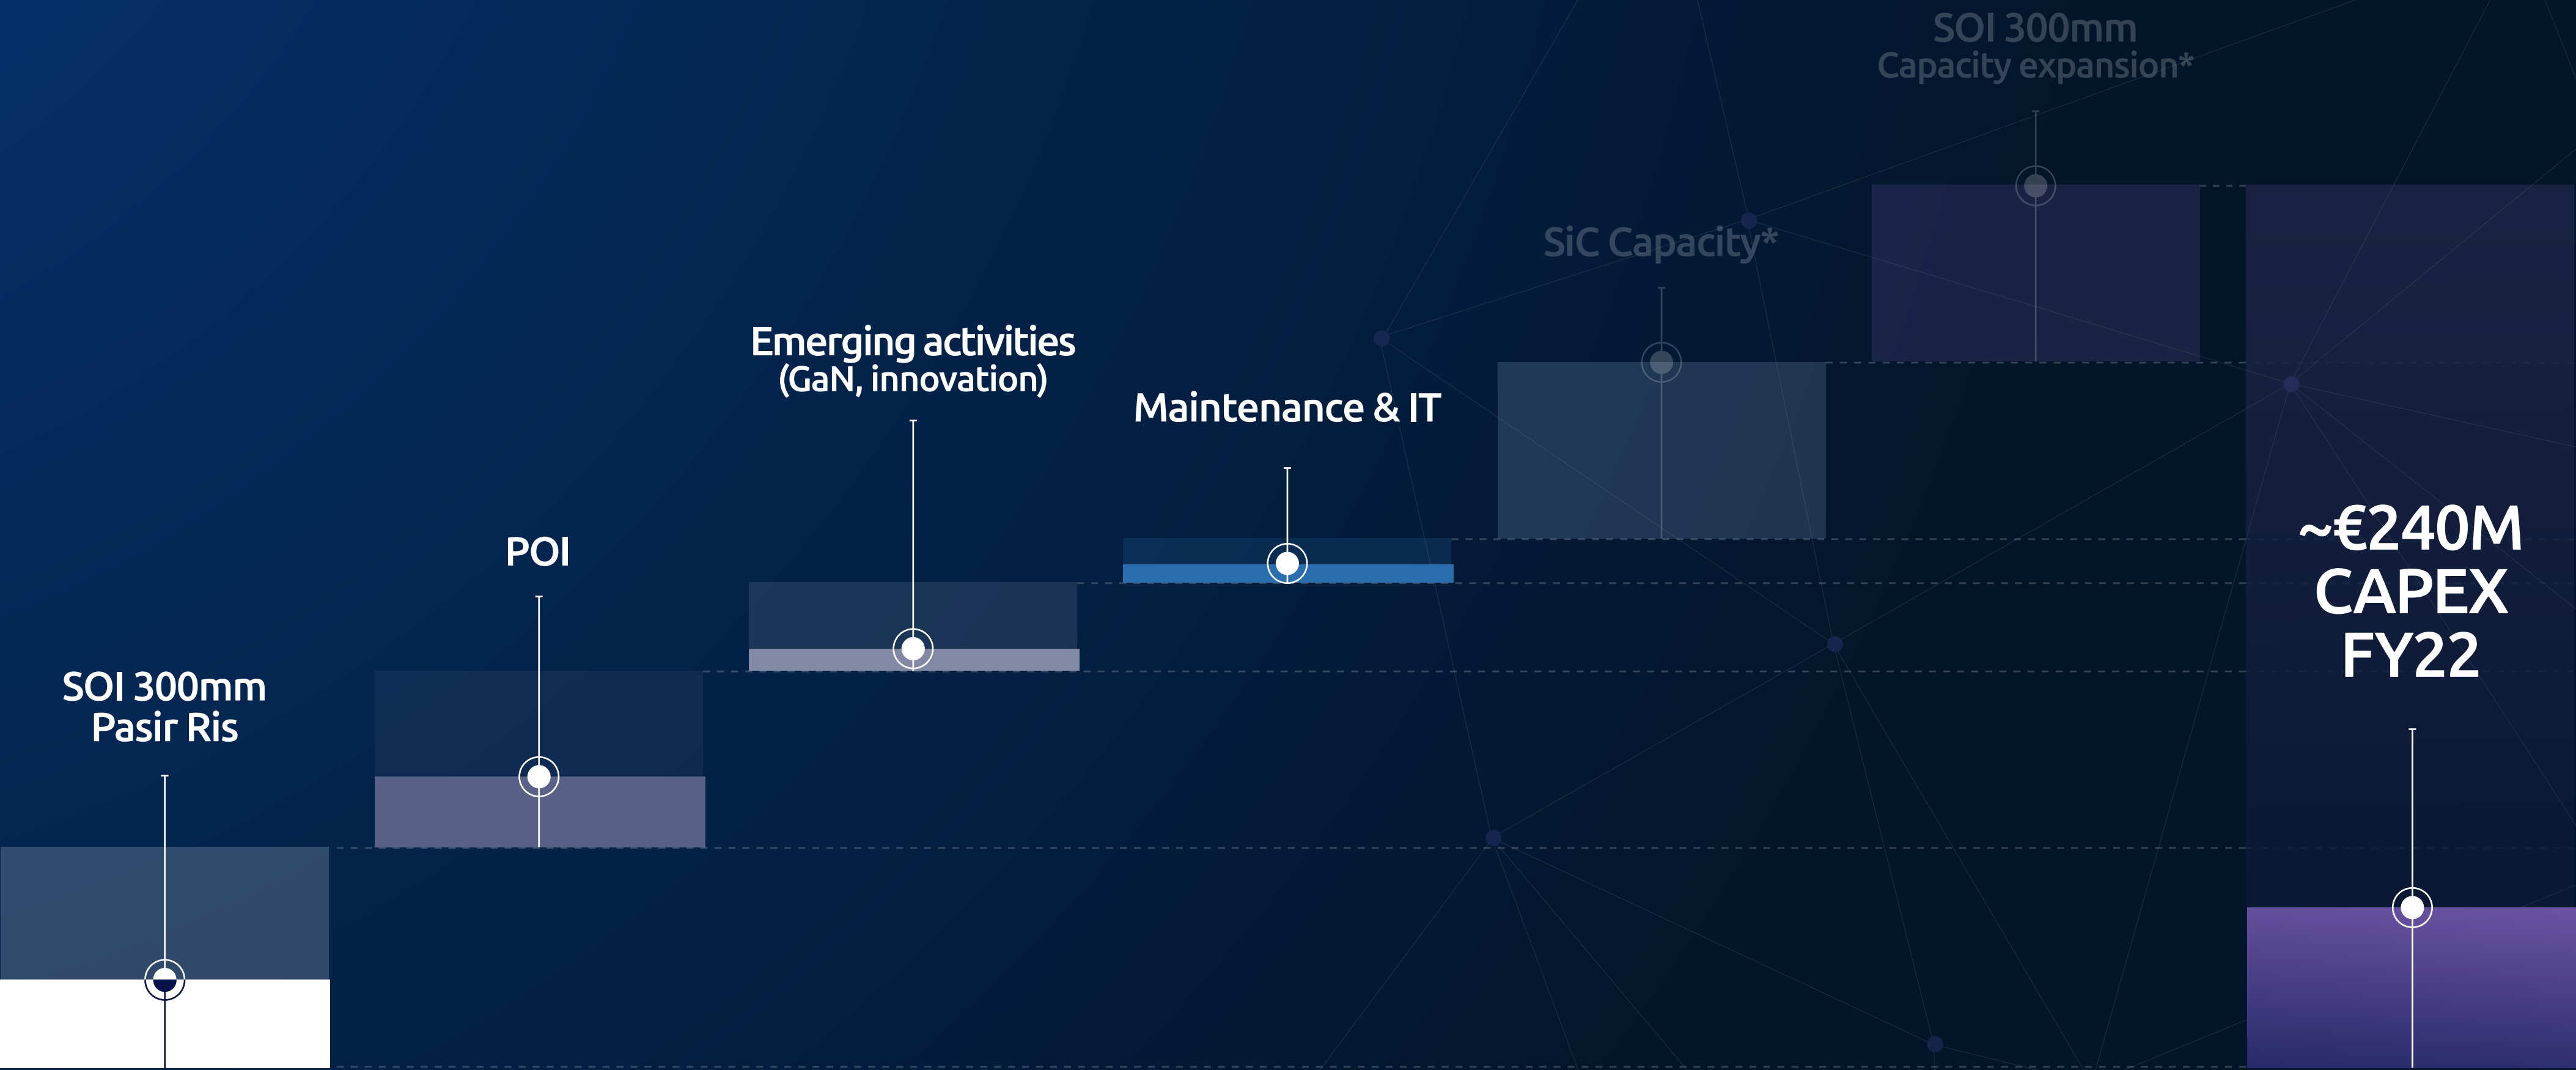 SOI 300mm
Pasir Ris
POI
Emerging activities
(GaN, innovation)
Maintenance & IT
SiC Capacity*
SOI 300mm
Capacity expansion*
~€240M
CAPEX
FY22